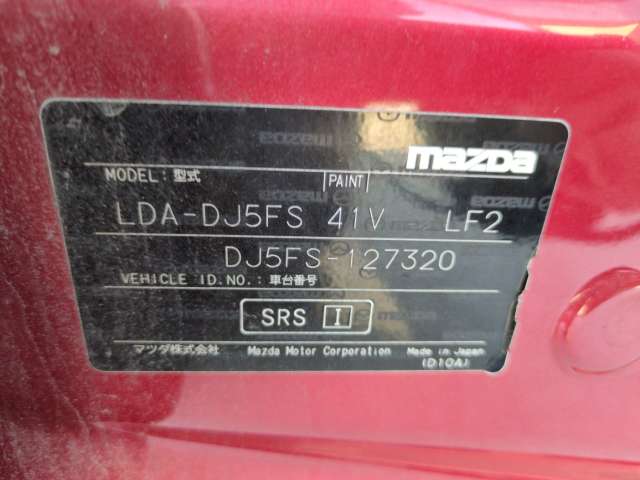 mazda
MODEL: 型式 PAINT
LDA-DJ5FS 41V LF2
DJ5FS-127320
VEHICLE ID.NO.: 車台番号
SRS I
マツダ株式会社 Mazda Motor Corporation Made in Japan
(D10A)